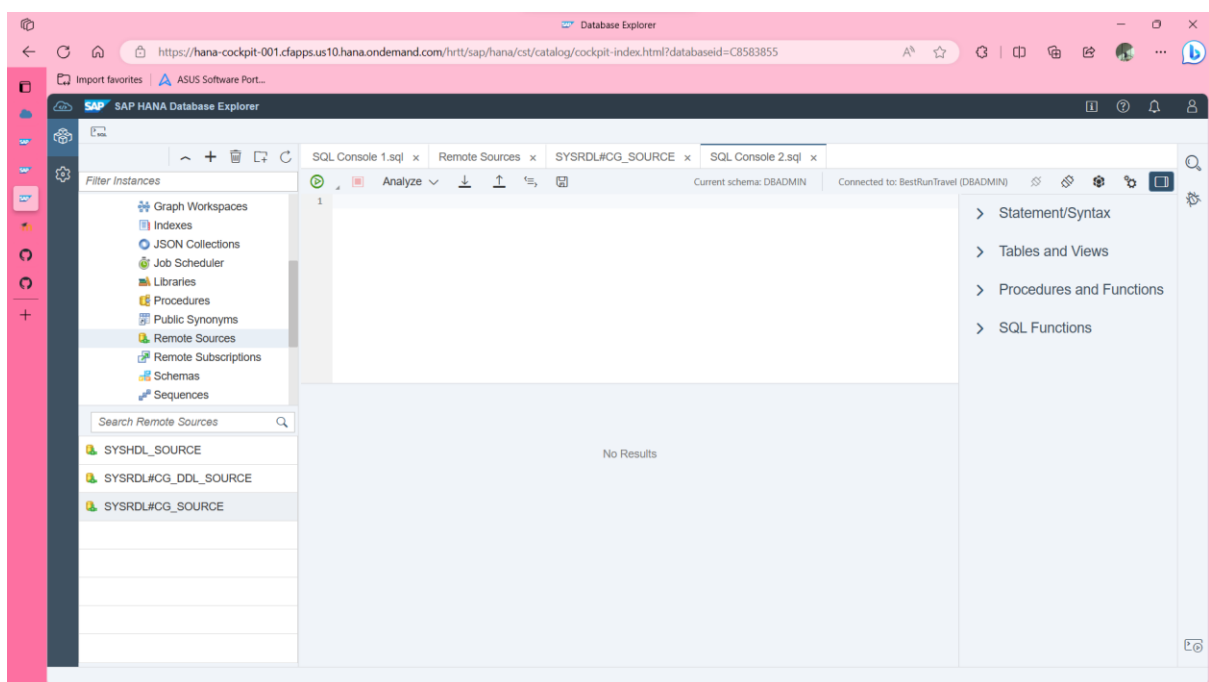 Database Explorer
https://hana-cockpit-001.cfapps.us10.hana.ondemand.com/hrtt/sap/hana/cst/catalog/cockpit-index.html?databaseid=C8583855
Import favorites
ASUS Software Port...
SAP SAP HANA Database Explorer
SQL Console 1.sql
Remote Sources
SYSRDL#CG_SOURCE
SQL Console 2.sql
Filter Instances
Analyze
Current schema: DBADMIN
Connected to: BestRunTravel (DBADMIN)
1
Graph Workspaces
Indexes
JSON Collections
Job Scheduler
Libraries
Procedures
Public Synonyms
Remote Sources
Remote Subscriptions
Schemas
Sequences
Search Remote Sources
SYSHDL_SOURCE
SYSRDL#CG_DDL_SOURCE
SYSRDL#CG_SOURCE
No Results
Statement/Syntax
Tables and Views
Procedures and Functions
SQL Functions